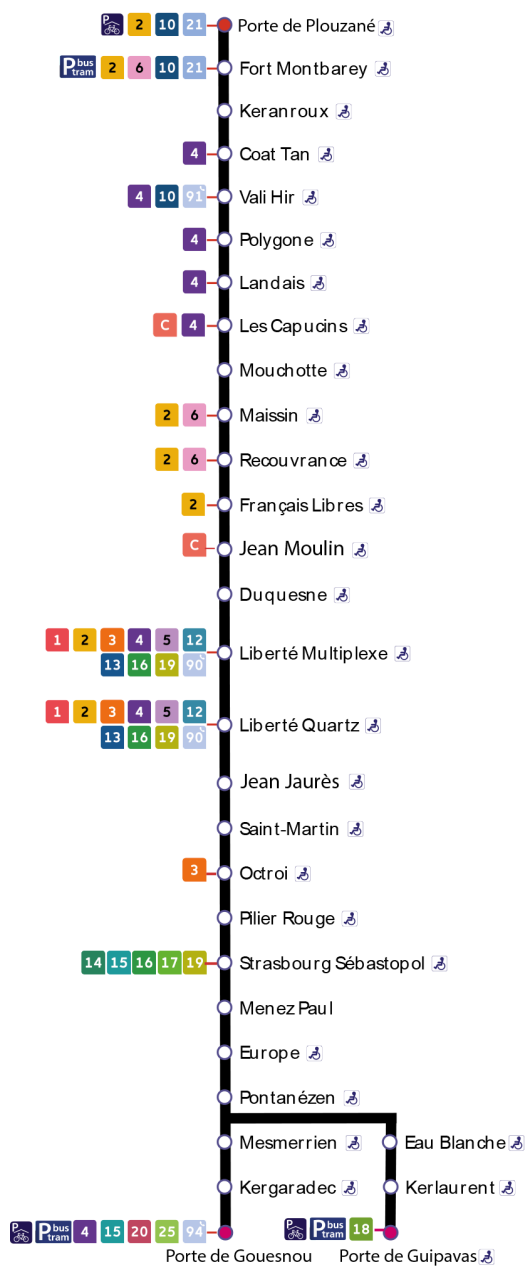 P 2 10 21 Porte de Plouzané
P bus tram 2 6 10 21 Fort Montbarey
Keranroux
4 Coat Tan
4 10 91 Vali Hir
4 Polygone
4 Landais
C 4 Les Capucins
Mouchotte
2 6 Maissin
2 6 Recouvrance
2 Français Libres
C Jean Moulin
Duquesne
1 2 3 4 5 12
13 16 19 90
Liberté Multiplexe
1 2 3 4 5 12
13 16 19 90
Liberté Quartz
Jean Jaurès
Saint-Martin
3 Octroi
Pilier Rouge
14 15 16 17 19 Strasbourg Sébastopol
Menez Paul
Europe
Pontanézen
Mesmerrien
Eau Blanche
Kergaradec
Kerlaurent
P P bus tram 4 15 20 25 94
Porte de Gouesnou
P P bus tram 18
Porte de Guipavas